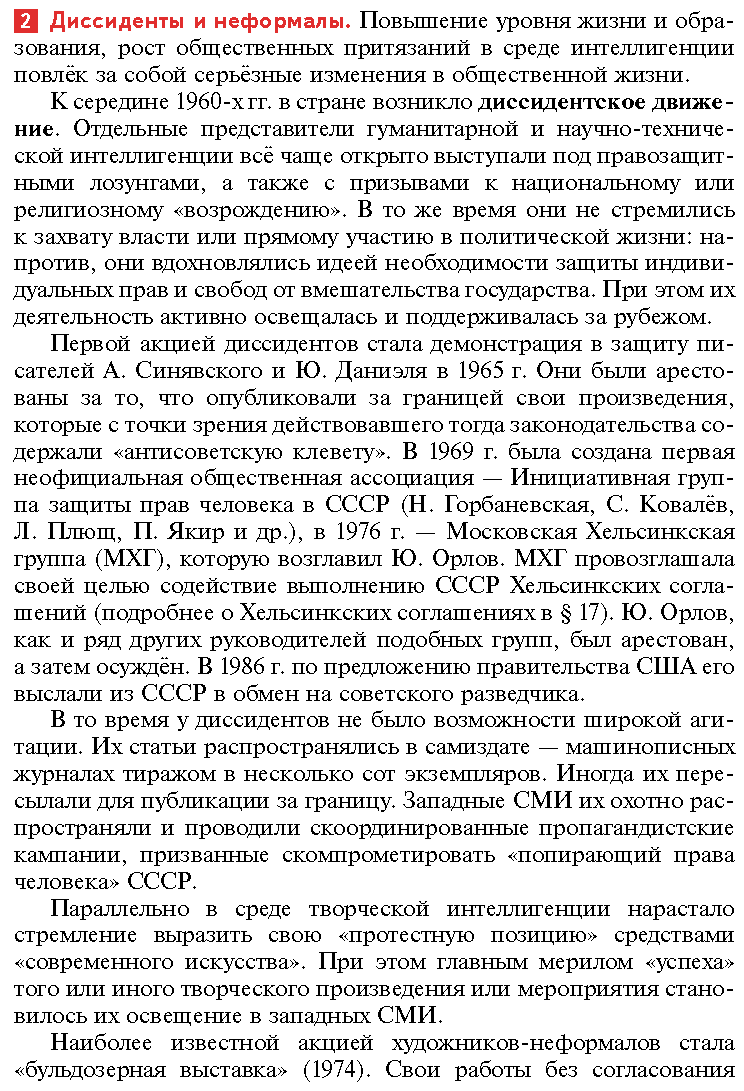 2 Диссиденты и неформалы. Повышение уровня жизни и обра-
зования, рост общественных притязаний в среде интеллигенции
повлёк за собой серьёзные изменения в общественной жизни.
К середине 1960-х гг. в стране возникло диссидентское движе-
ние. Отдельные представители гуманитарной и научно-техниче-
ской интеллигенции всё чаще открыто выступали под правозащит-
ными лозунгами, а также с призывами к национальному или
религиозному «возрождению». В то же время они не стремились
к захвату власти или прямому участию в политической жизни: на-
против, они вдохновлялись идеей необходимости защиты индиви-
дуальных прав и свобод от вмешательства государства. При этом их
деятельность активно освещалась и поддерживалась за рубежом.
Первой акцией диссидентов стала демонстрация в защиту пи-
сателей А. Синявского и Ю. Даниэля в 1965 г. Они были аресто-
ваны за то, что опубликовали за границей свои произведения,
которые с точки зрения действовавшего тогда законодательства со-
держали «антисоветскую клевету». В 1969 г. была создана первая
неофициальная общественная ассоциация — Инициативная груп-
па защиты прав человека в СССР (Н. Горбаневская, С. Ковалёв,
Л. Плющ, П. Якир и др.), в 1976 г. — Московская Хельсинкская
группа (МХГ), которую возглавил Ю. Орлов. МХГ провозглашала
своей целью содействие выполнению СССР Хельсинкских согла-
шений (подробнее о Хельсинкских соглашениях в § 17). Ю. Орлов,
как и ряд других руководителей подобных групп, был арестован,
а затем осуждён. В 1986 г. по предложению правительства США его
выслали из СССР в обмен на советского разведчика.
В то время у диссидентов не было возможности широкой аги-
тации. Их статьи распространялись в самиздате — машинописных
журналах тиражом в несколько сот экземпляров. Иногда их пере-
сылали для публикации за границу. Западные СМИ их охотно рас-
пространяли и проводили скоординированные пропагандистские
кампании, призванные скомпрометировать «попирающий права
человека» СССР.
Параллельно в среде творческой интеллигенции нарастало
стремление выразить свою «протестную позицию» средствами
«современного искусства». При этом главным мерилом «успеха»
того или иного творческого произведения или мероприятия стано-
вилось их освещение в западных СМИ.
Наиболее известной акцией художников-неформалов стала
«бульдозерная выставка» (1974). Свои работы без согласования